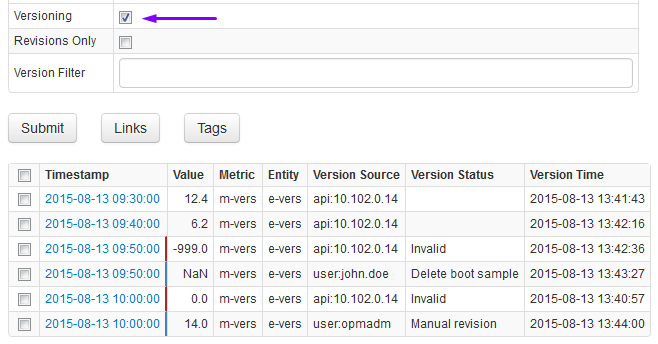 Versioning
Revisions Only
Version Filter
Submit Links Tags
Timestamp Value Metric Entity Version Source Version Status Version Time
2015-08-13 09:30:00 12.4 m-vers e-vers api:10.102.0.14 2015-08-13 13:41:43
2015-08-13 09:40:00 6.2 m-vers e-vers api:10.102.0.14 2015-08-13 13:42:16
2015-08-13 09:50:00 -999.0 m-vers e-vers api:10.102.0.14 Invalid 2015-08-13 13:42:36
2015-08-13 09:50:00 NaN m-vers e-vers user:john.doe Delete boot sample 2015-08-13 13:43:27
2015-08-13 10:00:00 0.0 m-vers e-vers api:10.102.0.14 Invalid 2015-08-13 13:40:57
2015-08-13 10:00:00 14.0 m-vers e-vers user:opmadm Manual revision 2015-08-13 13:44:00